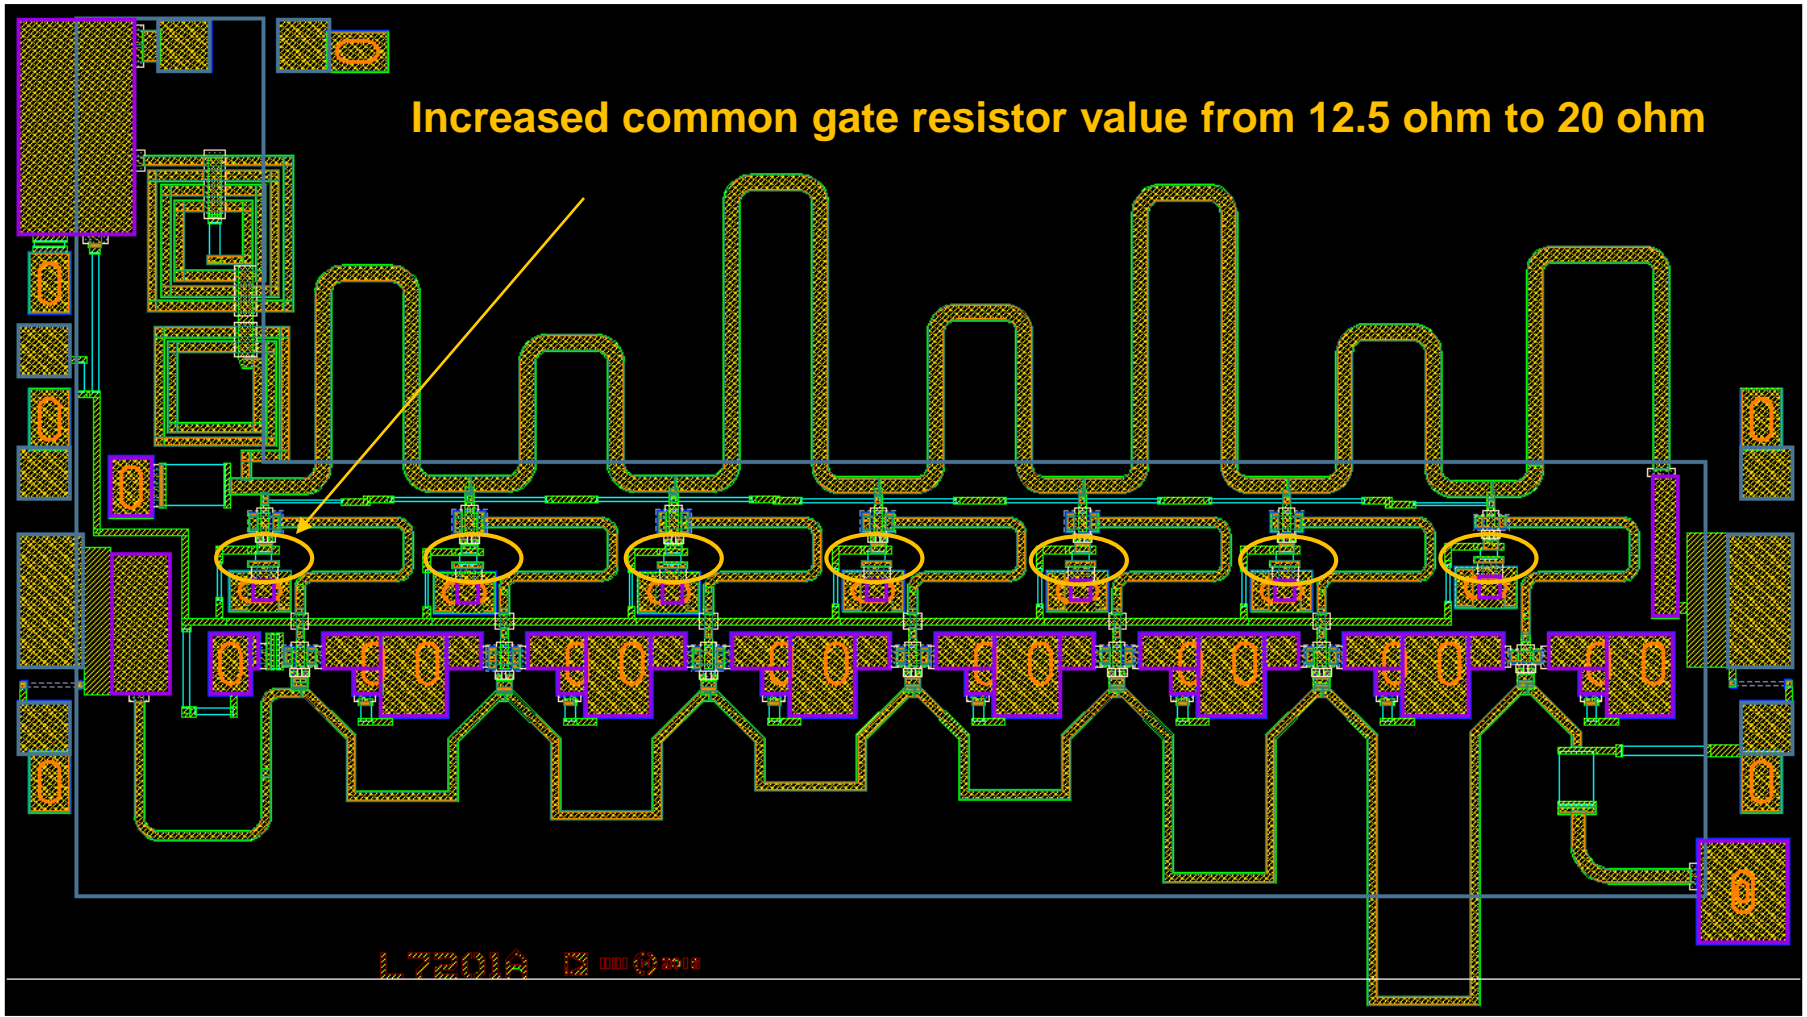 Increased common gate resistor value from 12.5 ohm to 20 ohm
L7201A D